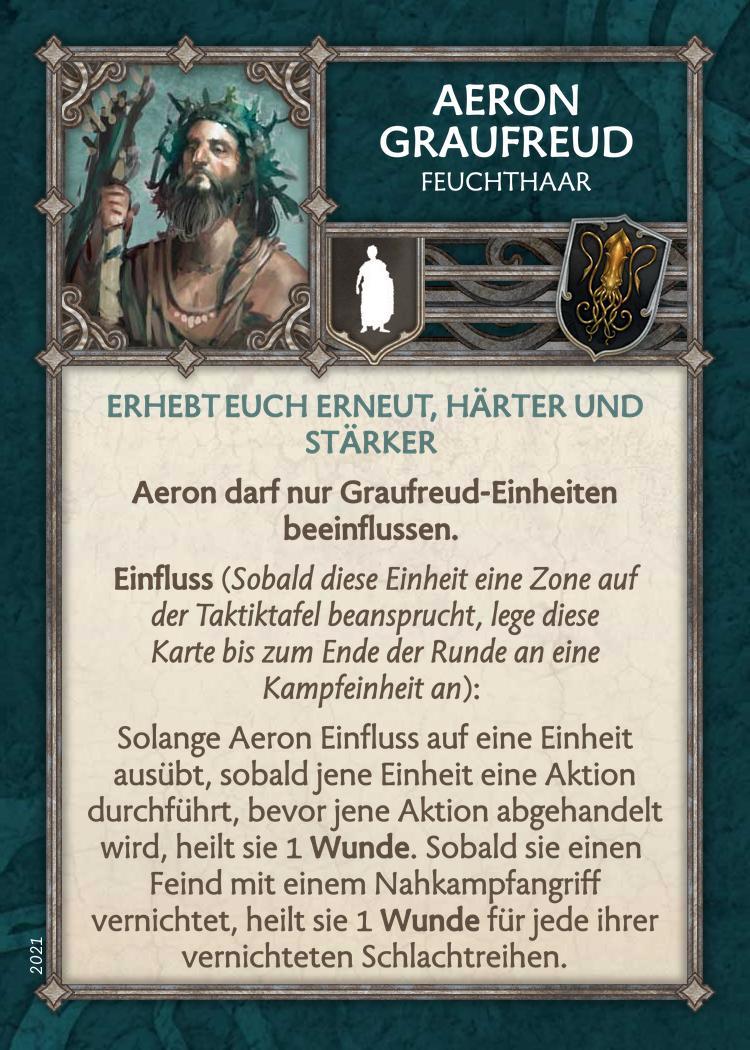 AERON
GRAUFREUD
FEUCHTHAAR
ERHEBT EUCH ERNEUT, HÄRTER UND
STÄRKER
Aeron darf nur Graufreud-Einheiten
beeinflussen.
Einfluss (Sobald diese Einheit eine Zone auf
der Taktiktafel beansprucht, lege diese
Karte bis zum Ende der Runde an eine
Kampfeinheit an):
Solange Aeron Einfluss auf eine Einheit
ausübt, sobald jene Einheit eine Aktion
durchführt, bevor jene Aktion abgehandelt
wird, heilt sie 1 Wunde. Sobald sie einen
Feind mit einem Nahkampfangriff
vernichtet, heilt sie 1 Wunde für jede ihrer
vernichteten Schlachtreihen.
2021